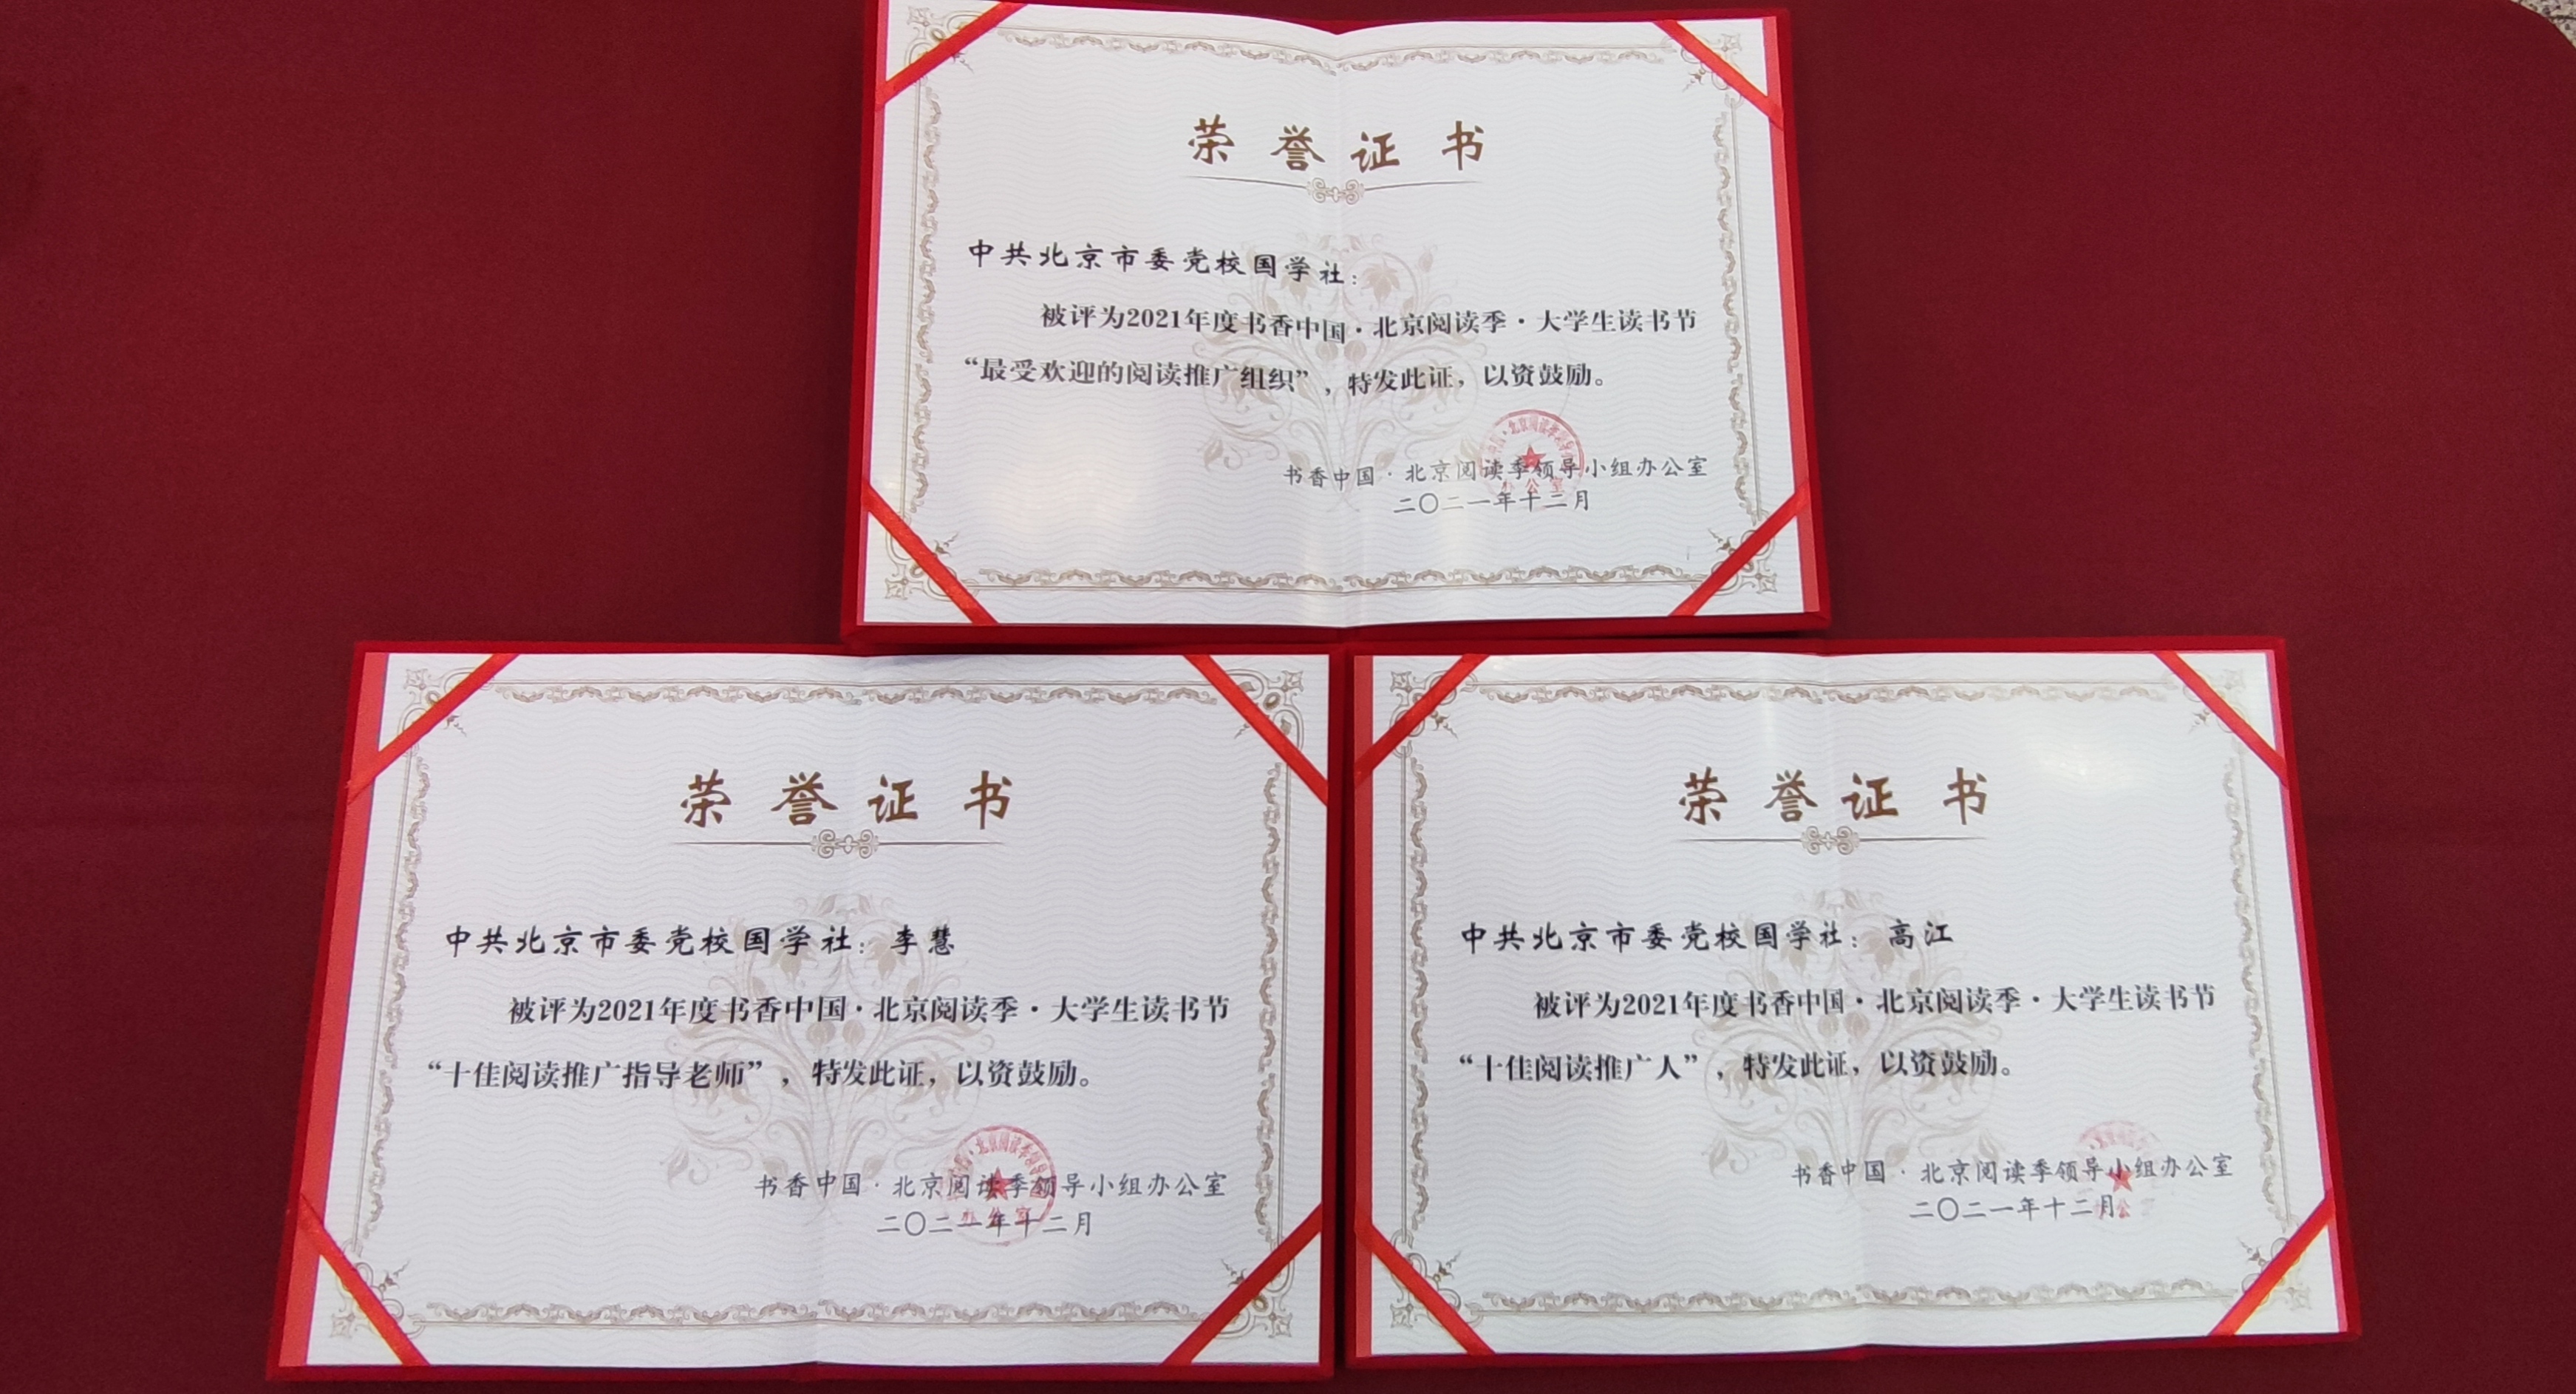 荣誉证书
中共北京市委党校国学社：
被评为2021年度书香中国·北京阅读季·大学生读书节
“最受欢迎的阅读推广组织”，特发此证，以资鼓励。
书香中国·北京阅读季领导小组办公室
二〇二一年十二月
荣誉证书
中共北京市委党校国学社：李慧
被评为2021年度书香中国·北京阅读季·大学生读书节
“十佳阅读推广指导老师”，特发此证，以资鼓励。
书香中国·北京阅读季领导小组办公室
二〇二一年十二月
荣誉证书
中共北京市委党校国学社：高江
被评为2021年度书香中国·北京阅读季·大学生读书节
“十佳阅读推广人”，特发此证，以资鼓励。
书香中国·北京阅读季领导小组办公室
二〇二一年十二月